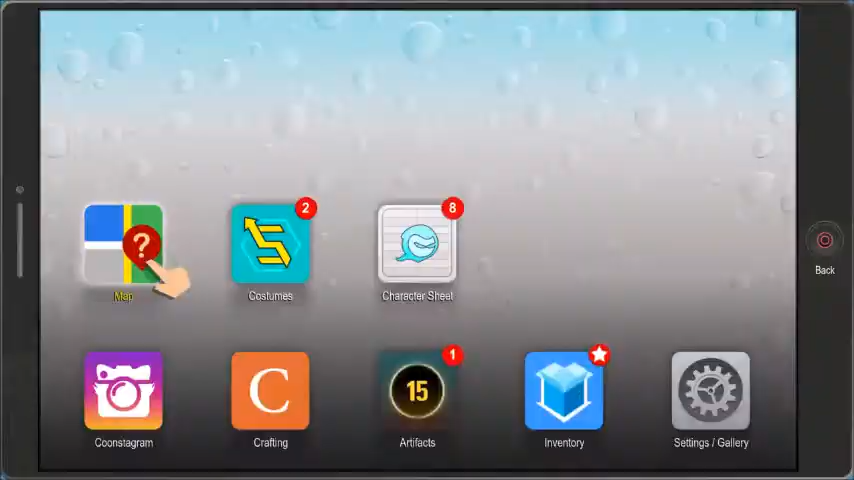 2
8
?
Map
Costumes
Character Sheet
Back
1
C
15
Coonstagram
Crafting
Artifacts
Inventory
Settings / Gallery